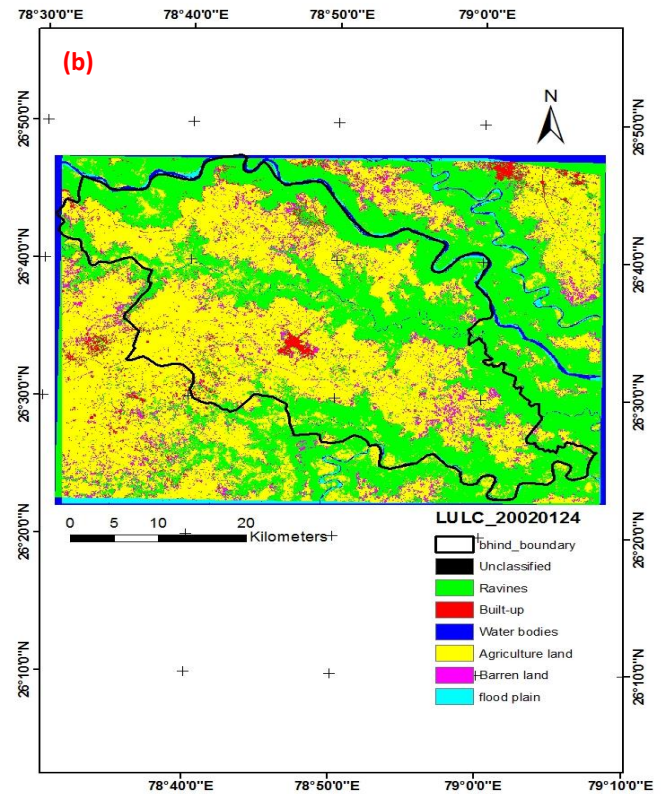 78°30'0"E 78°40'0"E 78°50'0"E 79°0'0"E
(b)
N
26°50'0"N 26°50'0"N
26°40'0"N 26°40'0"N
26°30'0"N 26°30'0"N
LULC_20020124
0 5 10 20
Kilometers
26°20'0"N 26°20'0"N
bhind_boundary
Unclassified
Ravines
Built-up
Water bodies
Agriculture land
Barren land
flood plain
26°10'0"N 26°10'0"N
78°40'0"E 78°50'0"E 79°0'0"E 79°10'0"E